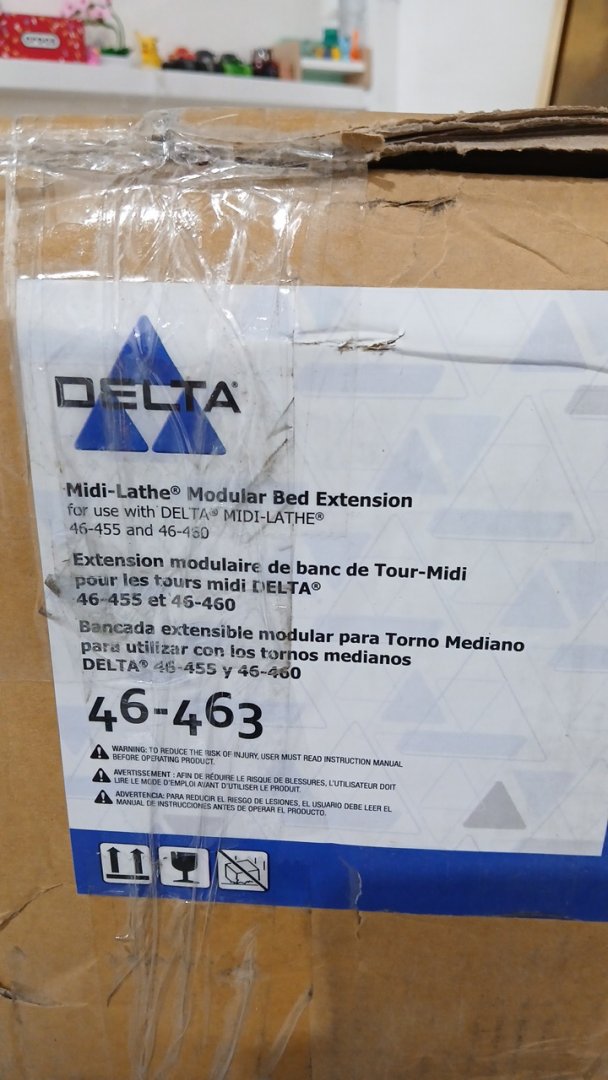 DELTA®
Midi-Lathe® Modular Bed Extension
for use with DELTA® MIDI-LATHE®
46-455 and 46-460
Extension modulaire de banc de Tour-Midi
pour les tours midi DELTA®
46-455 et 46-460
Bancada extensible modular para Torno Mediano
para utilizar con los tornos medianos
DELTA® 46-455 y 46-460
46-463
WARNING: TO REDUCE THE RISK OF INJURY, USER MUST READ INSTRUCTION MANUAL
BEFORE OPERATING PRODUCT.
AVERTISSEMENT : AFIN DE RÉDUIRE LE RISQUE DE BLESSURES, L'UTILISATEUR DOIT
LIRE LE MODE D'EMPLOI AVANT D'UTILISER LE PRODUIT.
ADVERTENCIA: PARA REDUCIR EL RIESGO DE LESIONES, EL USUARIO DEBE LEER EL
MANUAL DE INSTRUCCIONES ANTES DE OPERAR EL PRODUCTO.